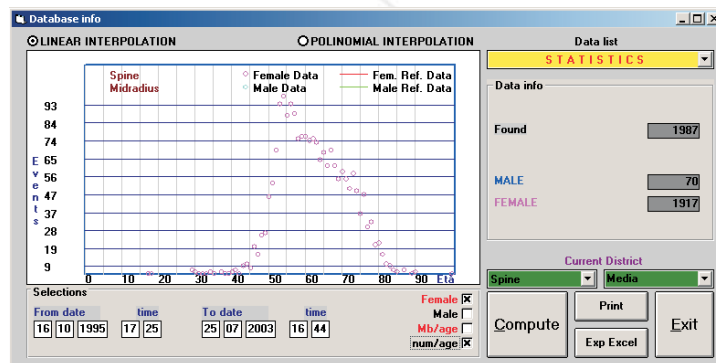 Database info
LINEAR INTERPOLATION
POLINOMIAL INTERPOLATION
Data list
STATISTICS
Spine
Female Data
Fem. Ref. Data
Midradius
Male Data
Male Ref. Data
93
84
74
65
56
47
37
28
19
9
Events
0 10 20 30 40 50 60 70 80 90 Età
Data info
Found 1987
MALE 70
FEMALE 1917
Current District
Spine Media
Selections
From date time To date time
16 10 1995 17 25 25 07 2003 16 44
Female
Male
Mb/age
num/age
Compute
Print
Exp Excel
Exit